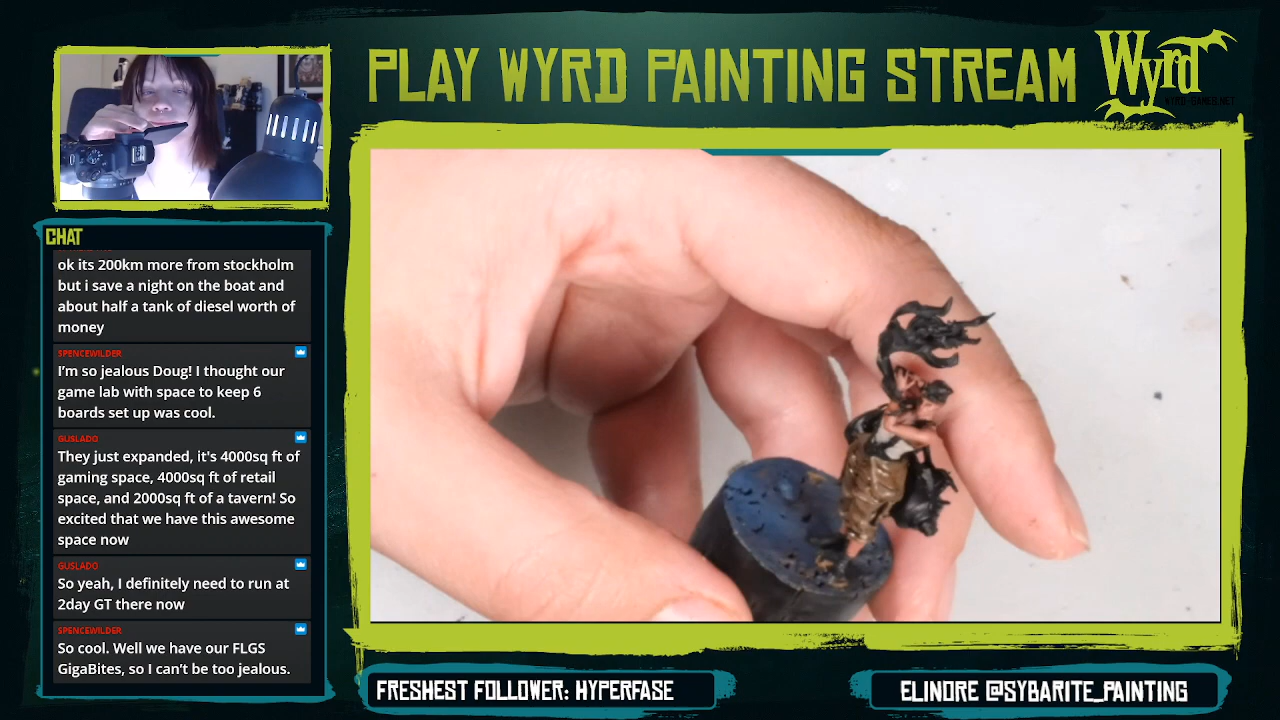 PLAY WYRD PAINTING STREAM
Wyrd
WYRD-GAMES.NET
CHAT
ok its 200km more from stockholm
but i save a night on the boat and
about half a tank of diesel worth of
money
SPENCEWILDER
I'm so jealous Doug! I thought our
game lab with space to keep 6
boards set up was cool.
GUSLADO
They just expanded, it's 4000sq ft of
gaming space, 4000sq ft of retail
space, and 2000sq ft of a tavern! So
excited that we have this awesome
space now
GUSLADO
So yeah, I definitely need to run at
2day GT there now
SPENCEWILDER
So cool. Well we have our FLGS
GigaBites, so I can't be too jealous.
FRESHEST FOLLOWER: HYPERFASE
ELINORE @SYBARITE_PAINTING